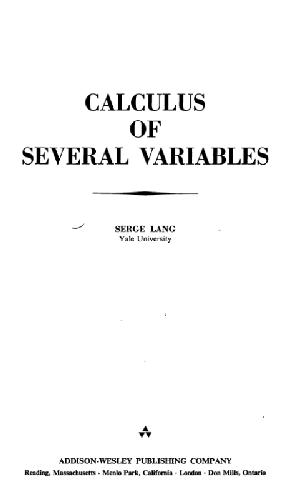 CALCULUS
OF
SEVERAL VARIABLES
SERGE LANG
Yale University
ADDISON-WESLEY PUBLISHING COMPANY
Reading, Massachusetts · Menlo Park, California · London · Don Mills, Ontario